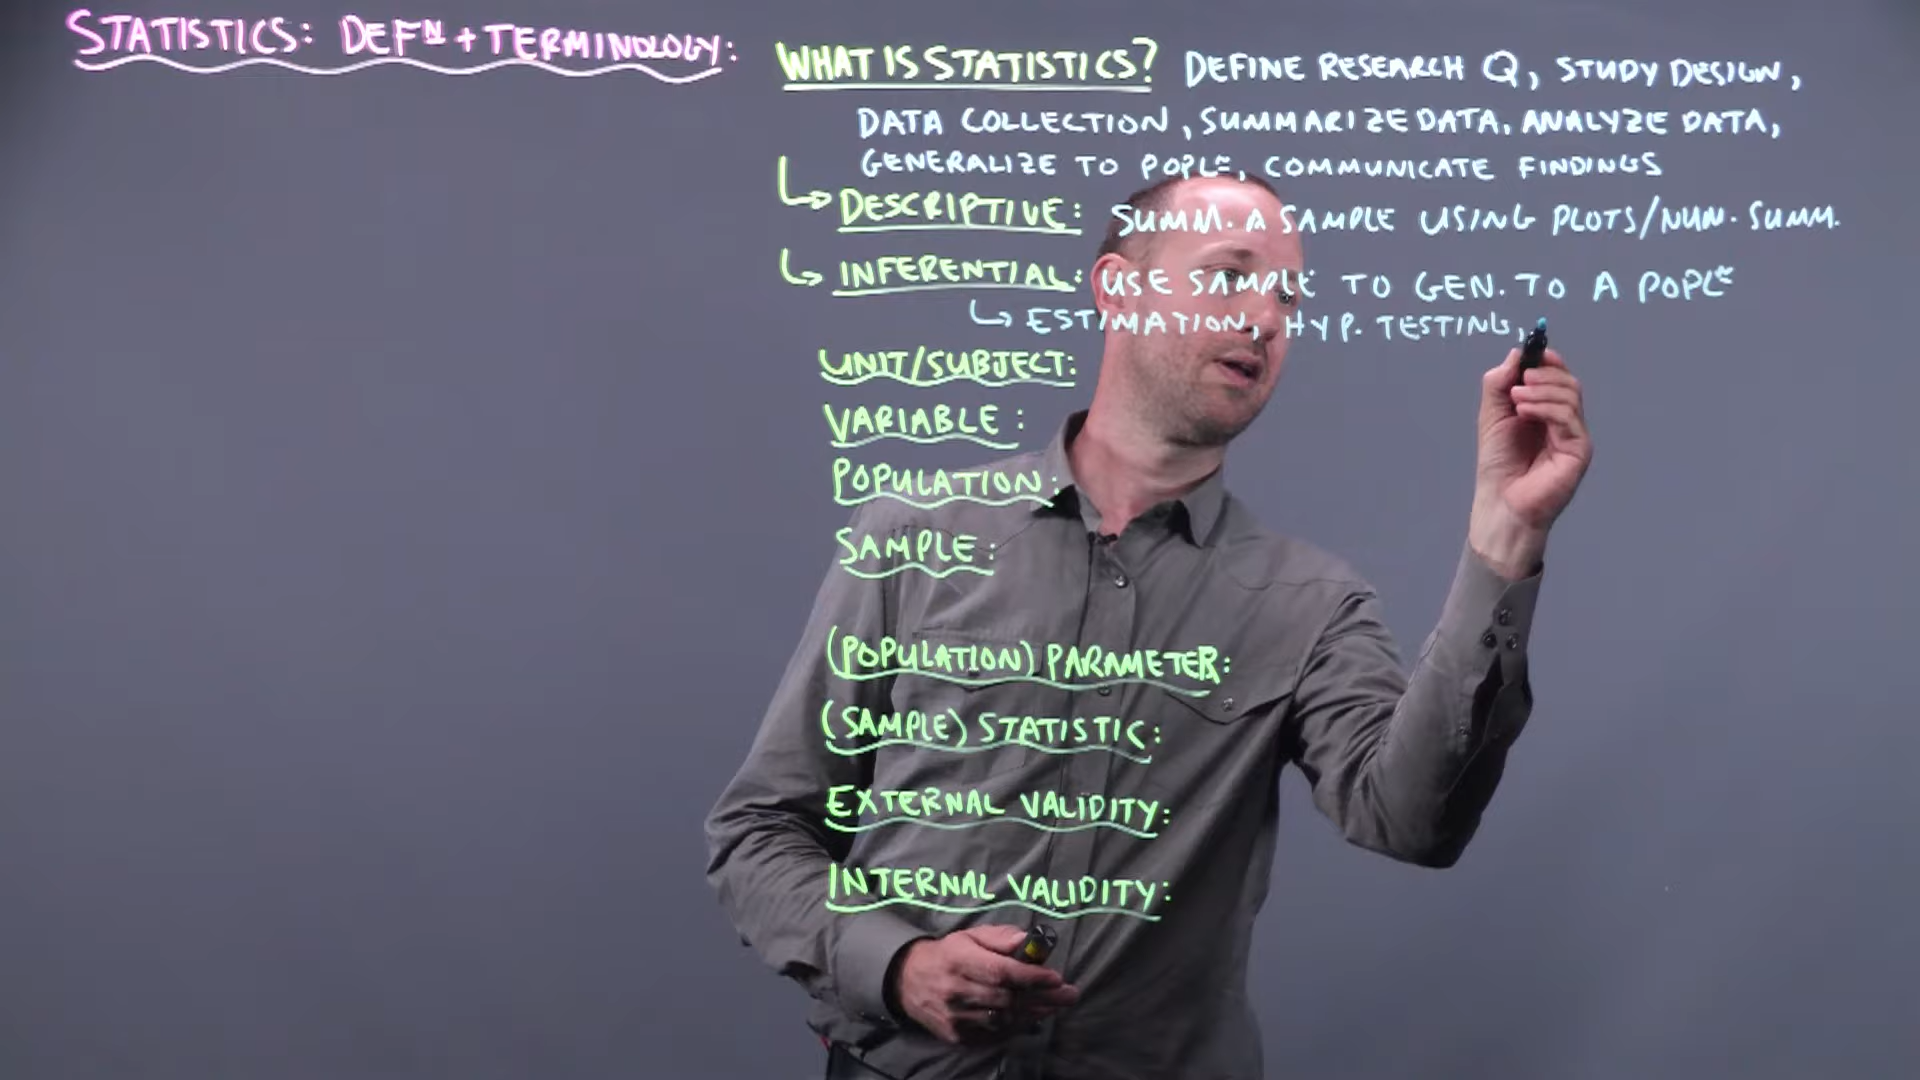 STATISTICS: DEFN + TERMINOLOGY:
WHAT IS STATISTICS? DEFINE RESEARCH Q, STUDY DESIGN,
DATA COLLECTION, SUMMARIZE DATA, ANALYZE DATA,
GENERALIZE TO POPLE, COMMUNICATE FINDINGS
↳ DESCRIPTIVE: SUMM. A SAMPLE USING PLOTS/NUM. SUMM.
↳ INFERENTIAL: USE SAMPLE TO GEN. TO A POPLE
↳ ESTIMATION, HYP. TESTING,
UNIT/SUBJECT:
VARIABLE:
POPULATION:
SAMPLE:
(POPULATION) PARAMETER:
(SAMPLE) STATISTIC:
EXTERNAL VALIDITY:
INTERNAL VALIDITY: